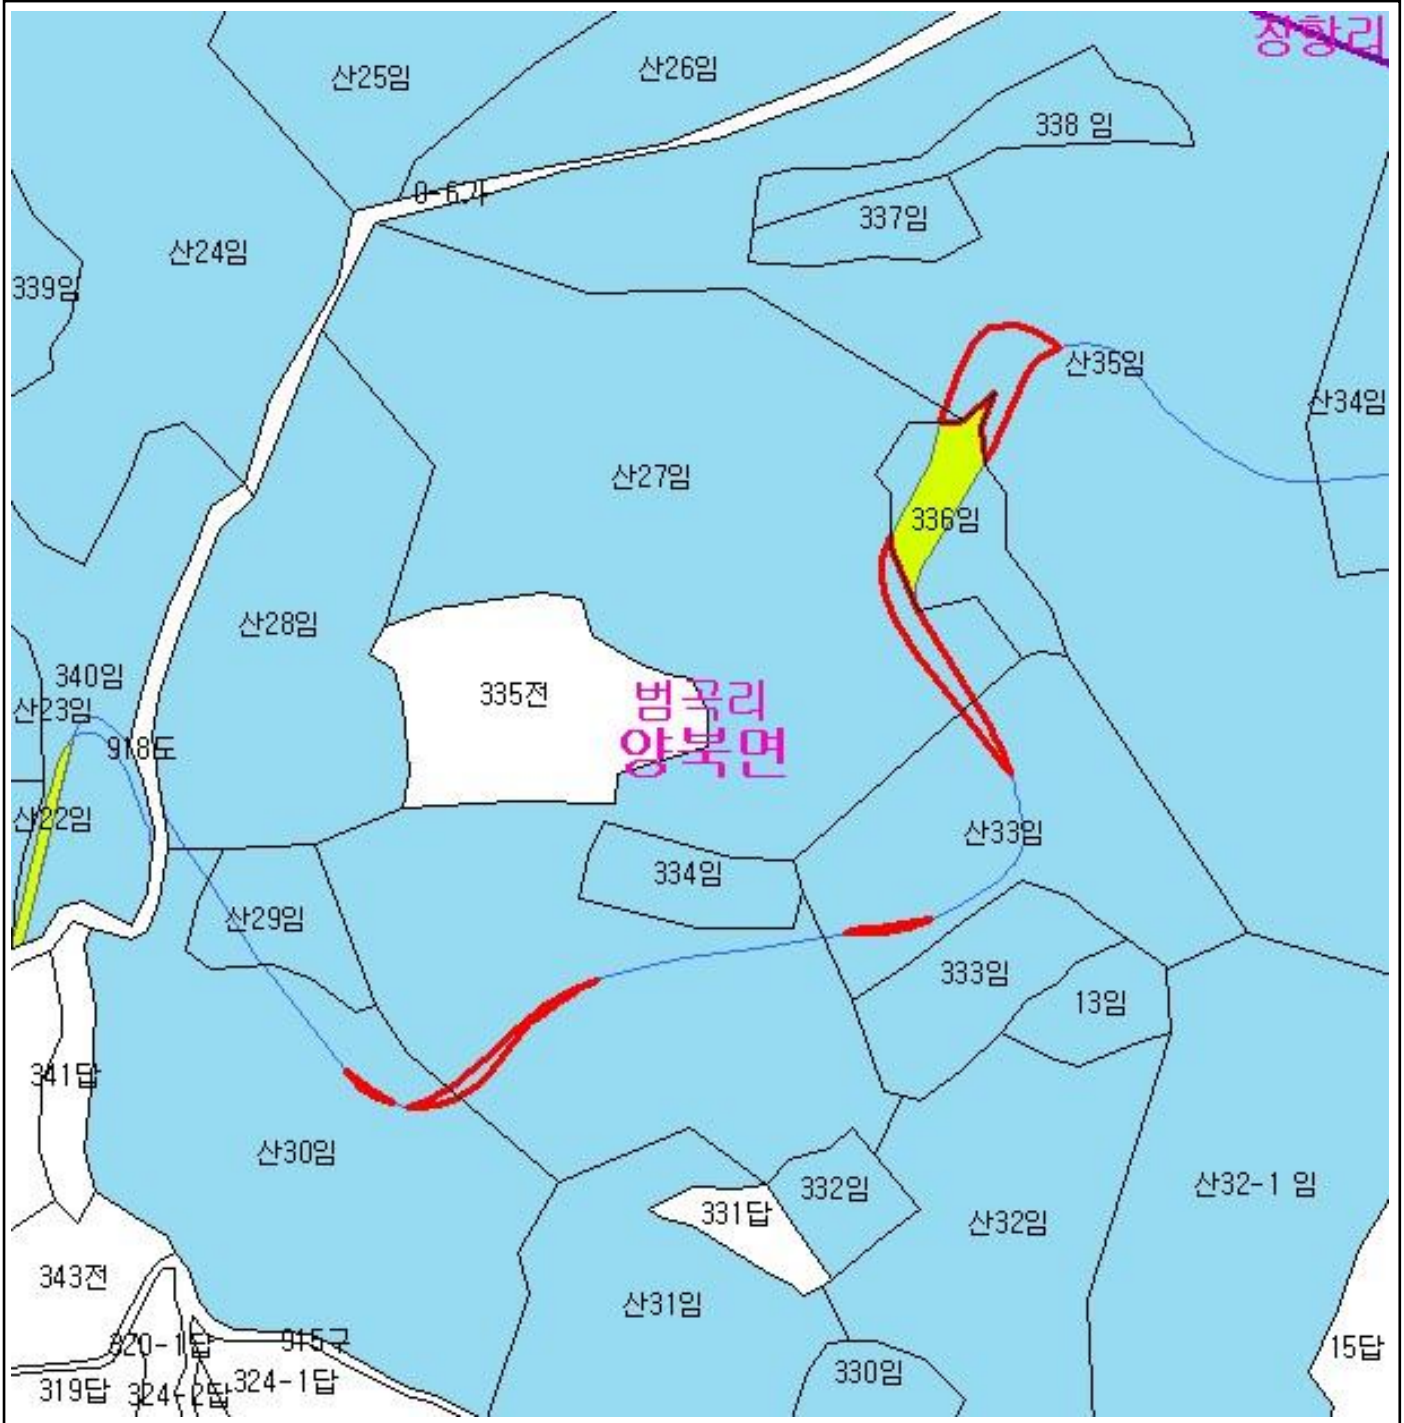 장항리
산25임
산26임
338 임
0-6가
337임
산24임
339임
산35임
산34임
산27임
336임
산28임
340임
335전
범곡리
양북면
산23임
918도
산22임
산33임
334임
산29임
333임
13임
341답
산30임
332임
산32-1 임
331답
산32임
343전
산31임
320-1답
915구
15답
319답
324-2답
324-1답
330임